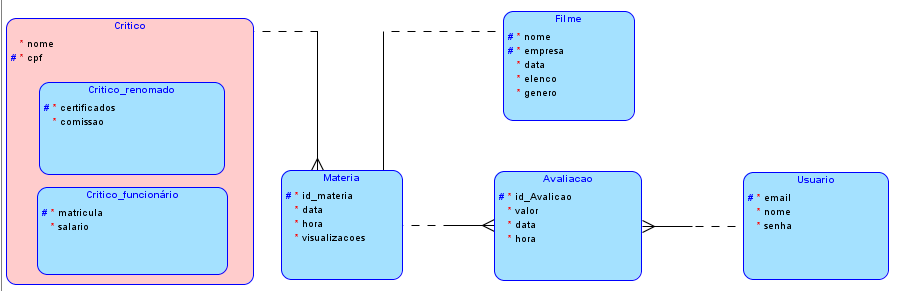 Critico
* nome
# * cpf
Critico_renomado
# * certificados
* comissao
Critico_funcionário
# * matricula
* salario
Filme
# * nome
# * empresa
* data
* elenco
* genero
Materia
# * id_materia
* data
* hora
* visualizacoes
Avaliacao
# * id_Avalicao
* valor
* data
* hora
Usuario
# * email
* nome
* senha